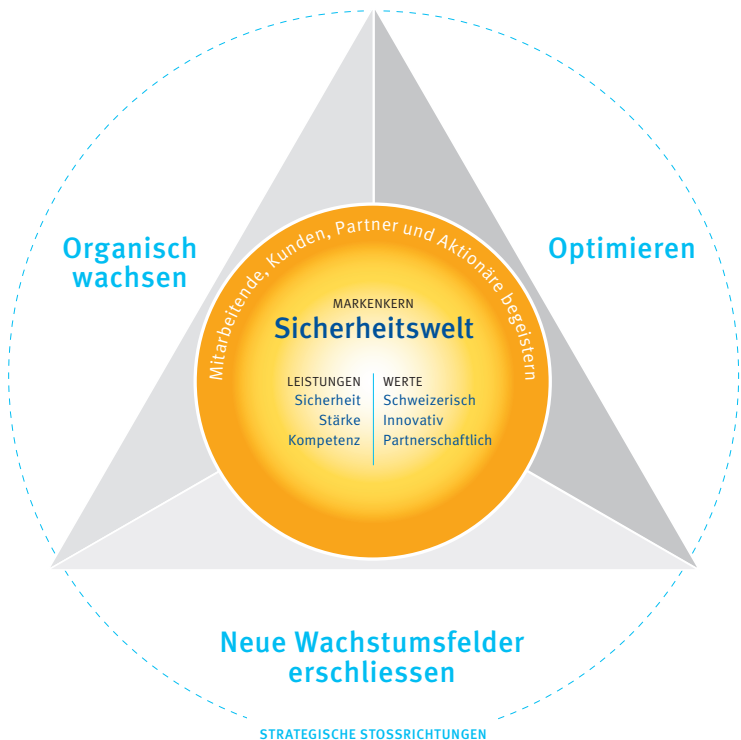 Organisch
wachsen
Optimieren
Mitarbeitende, Kunden, Partner und Aktionäre begeistern
MARKENKERN
Sicherheitswelt
LEISTUNGEN
Sicherheit
Stärke
Kompetenz
WERTE
Schweizerisch
Innovativ
Partnerschaftlich
Neue Wachstumsfelder
erschliessen
STRATEGISCHE STOSSRICHTUNGEN